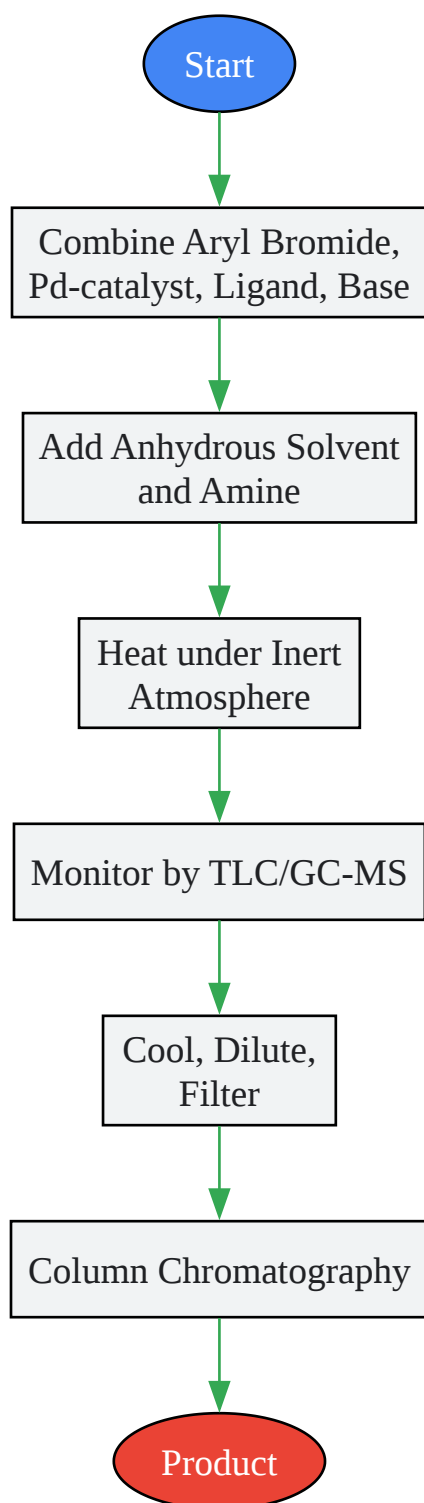 Start
Combine Aryl Bromide,
Pd-catalyst, Ligand, Base
Add Anhydrous Solvent
and Amine
Heat under Inert
Atmosphere
Monitor by TLC/GC-MS
Cool, Dilute,
Filter
Column Chromatography
Product